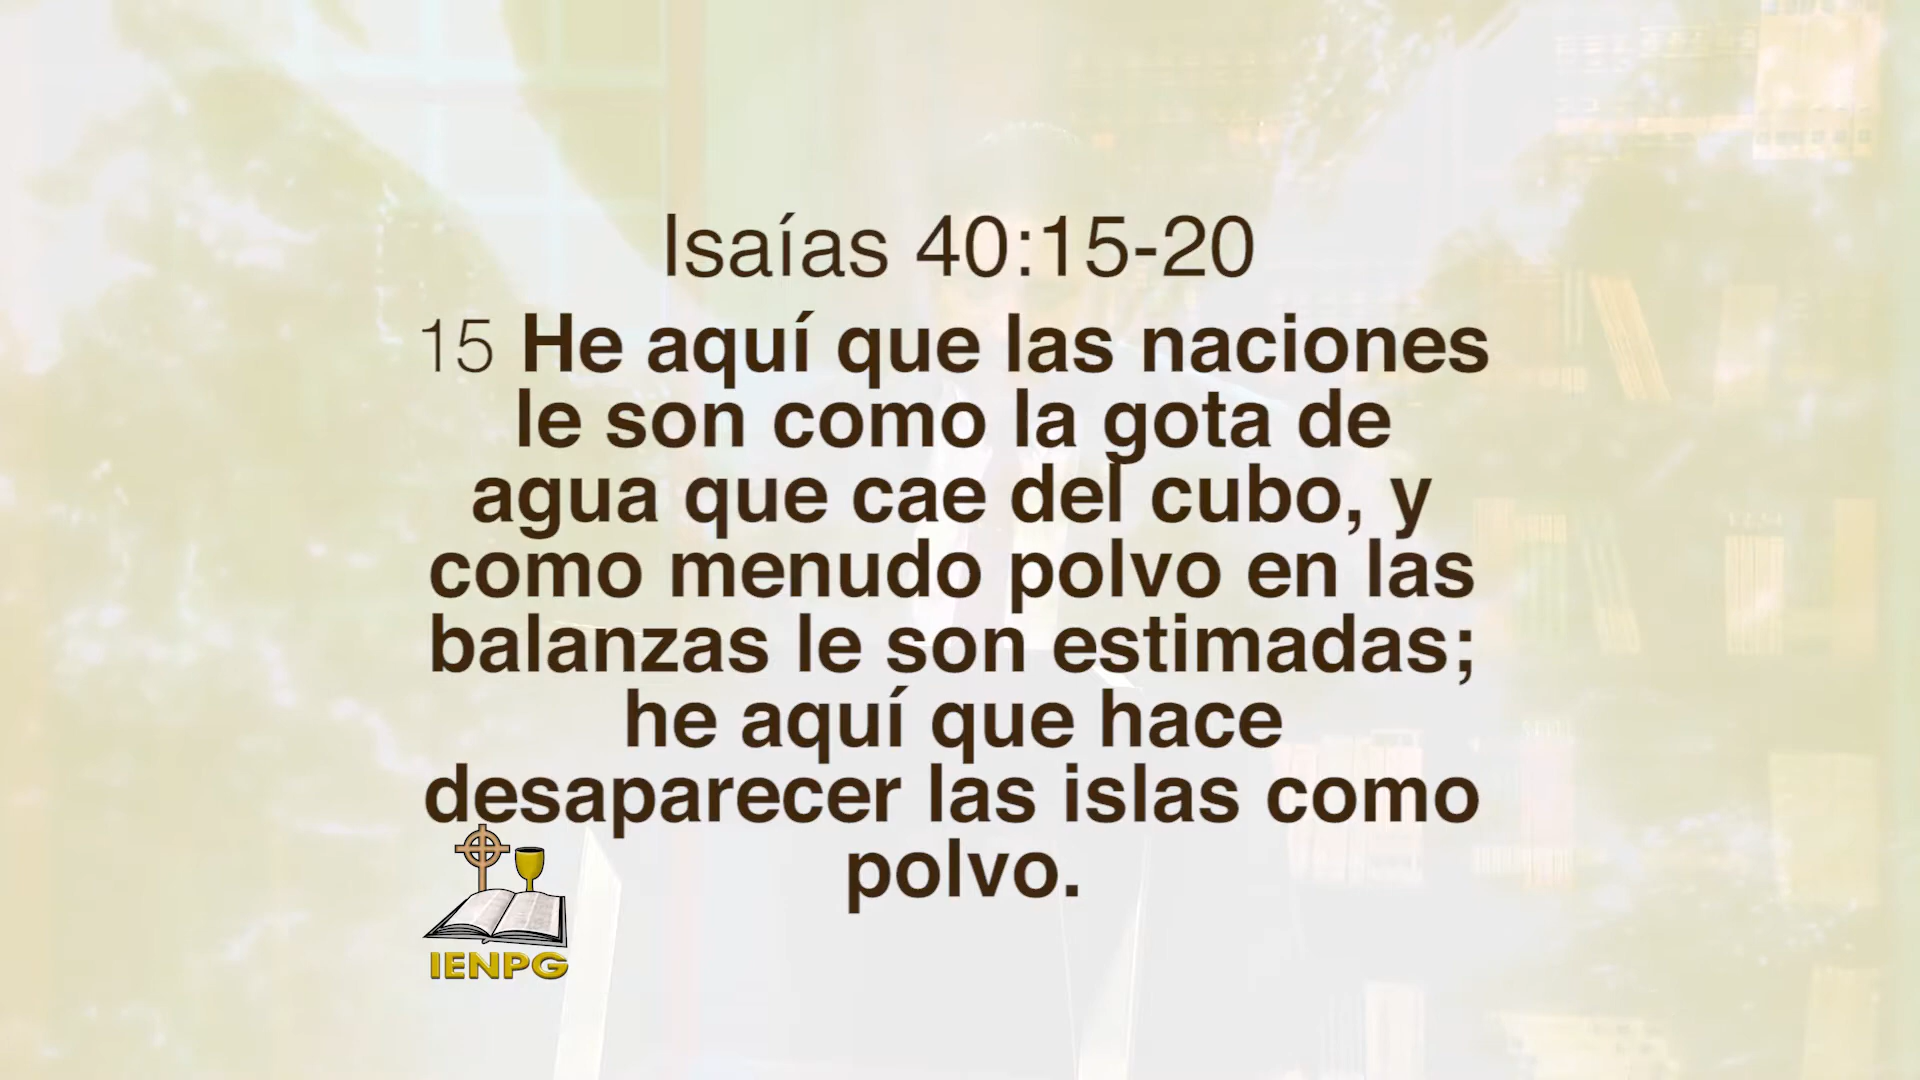 Isaías 40:15-20
15 He aquí que las naciones
le son como la gota de
agua que cae del cubo, y
como menudo polvo en las
balanzas le son estimadas;
he aquí que hace
desaparecer las islas como
polvo.
IENPG